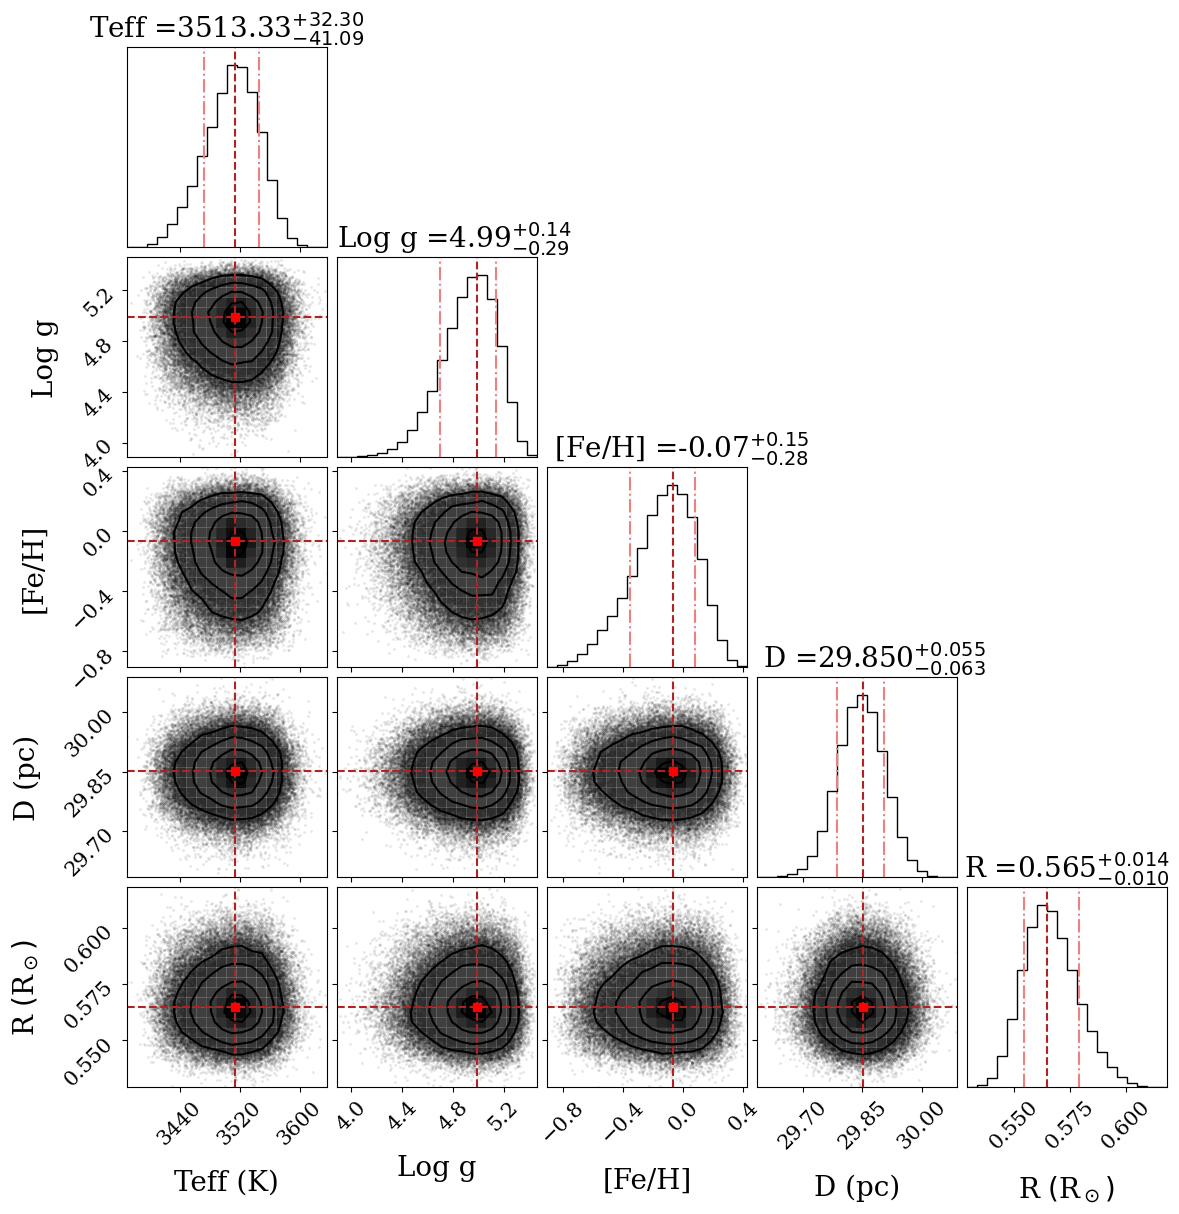 Teff =3513.33+32.30−41.09
Log g =4.99+0.14−0.29
Log g
5.2
4.8
4.4
4.0
[Fe/H] =-0.07+0.15−0.28
[Fe/H]
0.4
0.0
−0.4
−0.8
D =29.850+0.055−0.063
D (pc)
30.00
29.85
29.70
R =0.565+0.014−0.010
R (R⊙)
0.600
0.575
0.550
3440 3520 3600
4.0 4.4 4.8 5.2
−0.8 −0.4 0.0 0.4
29.70 29.85 30.00
0.550 0.575 0.600
Teff (K)
Log g
[Fe/H]
D (pc)
R (R⊙)